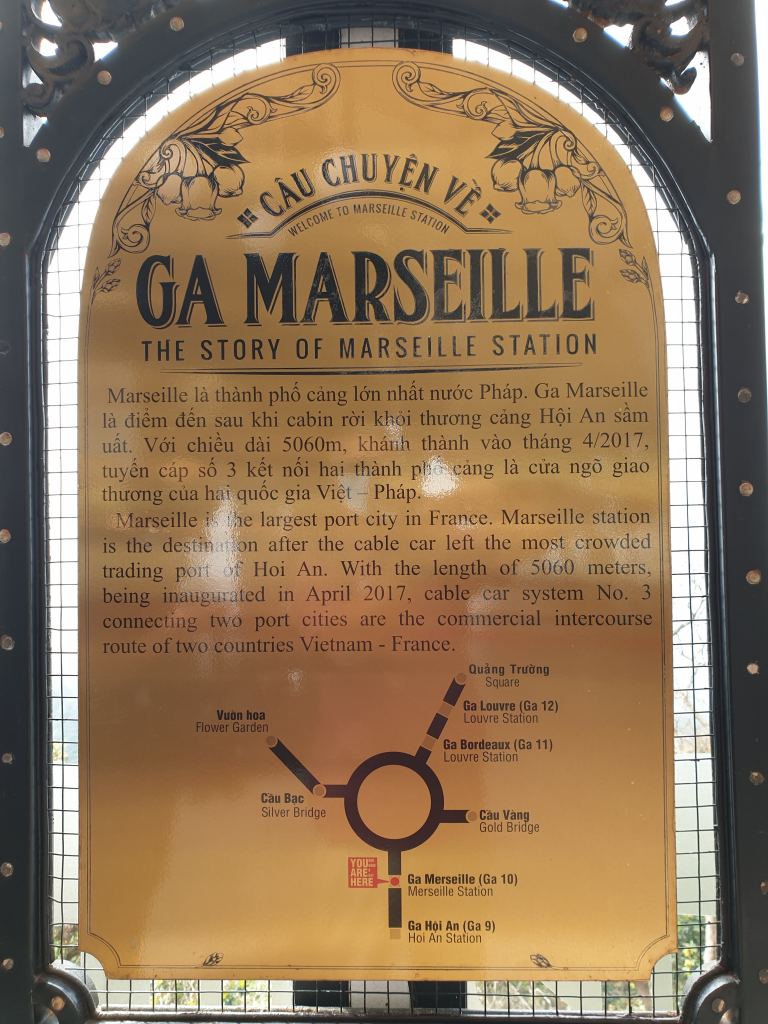 CÂU CHUYỆN VỀ
WELCOME TO MARSEILLE STATION
GA MARSEILLE
THE STORY OF MARSEILLE STATION
Marseille là thành phố cảng lớn nhất nước Pháp. Ga Marseille
là điểm đến sau khi cabin rời khỏi thương cảng Hội An sầm
uất. Với chiều dài 5060m, khánh thành vào tháng 4/2017,
tuyến cáp số 3 kết nối hai thành phố cảng là cửa ngõ giao
thương của hai quốc gia Việt – Pháp.
Marseille is the largest port city in France. Marseille station
is the destination after the cable car left the most crowded
trading port of Hoi An. With the length of 5060 meters,
being inaugurated in April 2017, cable car system No. 3
connecting two port cities are the commercial intercourse
route of two countries Vietnam - France.
Quảng Trường
Square
Ga Louvre (Ga 12)
Louvre Station
Vườn hoa
Flower Garden
Ga Bordeaux (Ga 11)
Louvre Station
Cầu Bạc
Silver Bridge
Cầu Vàng
Gold Bridge
YOU
ARE
HERE
Ga Merseille (Ga 10)
Merseille Station
Ga Hội An (Ga 9)
Hoi An Station